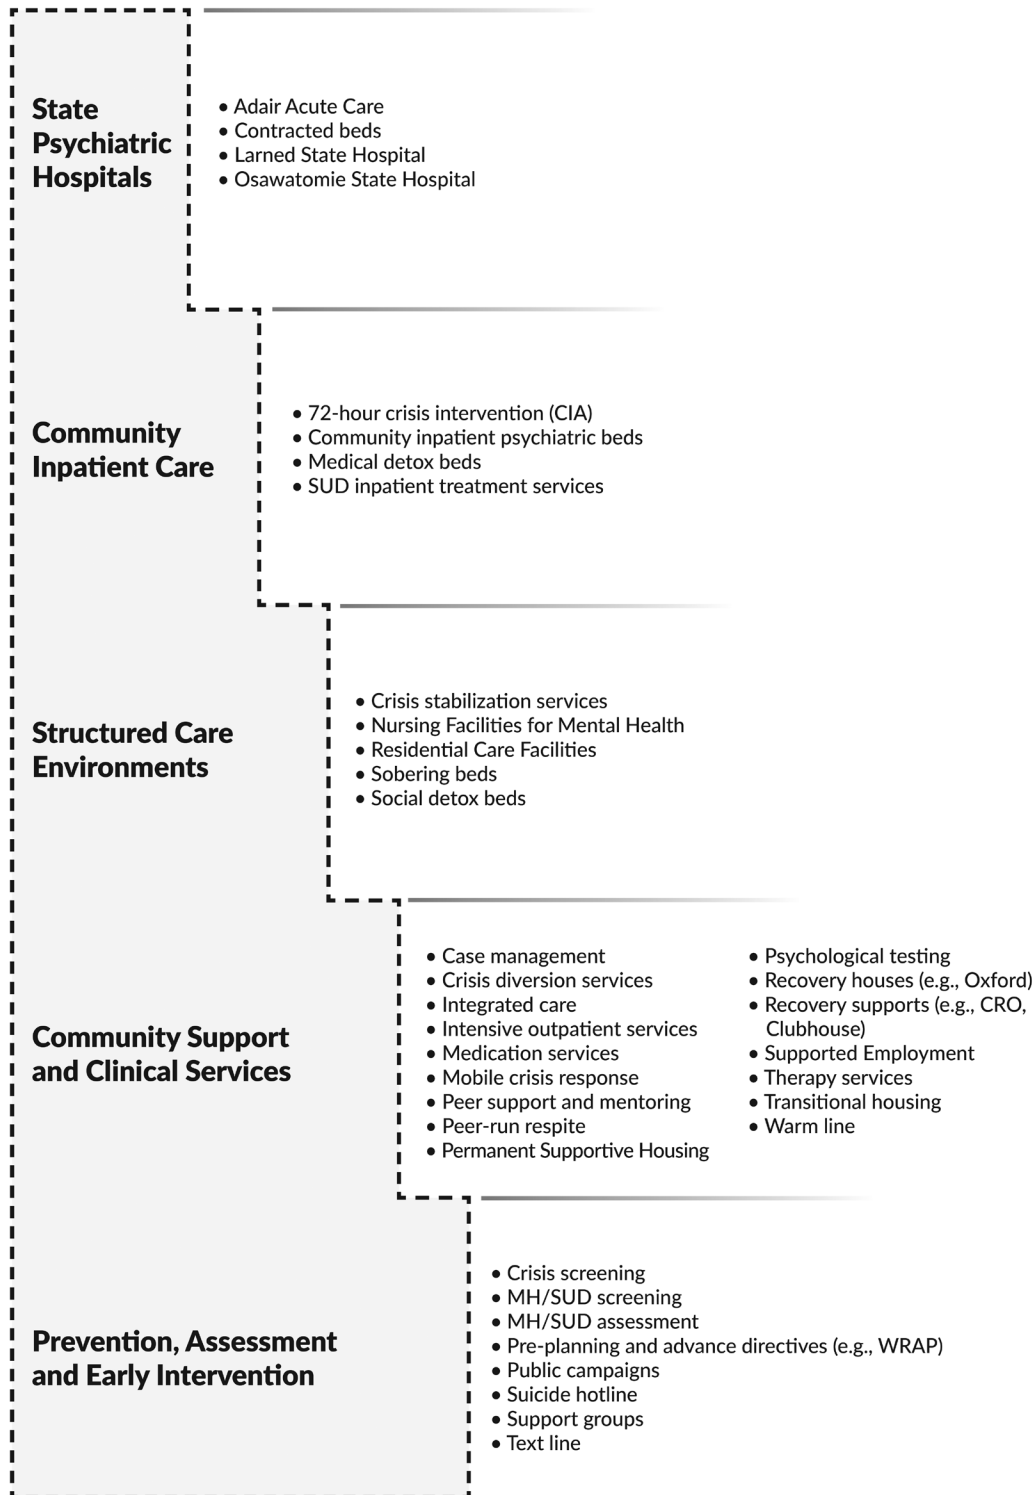 State
Psychiatric
Hospitals
• Adair Acute Care
• Contracted beds
• Larned State Hospital
• Osawatomie State Hospital
Community
Inpatient Care
• 72-hour crisis intervention (CIA)
• Community inpatient psychiatric beds
• Medical detox beds
• SUD inpatient treatment services
Structured Care
Environments
• Crisis stabilization services
• Nursing Facilities for Mental Health
• Residential Care Facilities
• Sobering beds
• Social detox beds
Community Support
and Clinical Services
• Case management
• Crisis diversion services
• Integrated care
• Intensive outpatient services
• Medication services
• Mobile crisis response
• Peer support and mentoring
• Peer-run respite
• Permanent Supportive Housing
• Psychological testing
• Recovery houses (e.g., Oxford)
• Recovery supports (e.g., CRO,
Clubhouse)
• Supported Employment
• Therapy services
• Transitional housing
• Warm line
Prevention, Assessment
and Early Intervention
• Crisis screening
• MH/SUD screening
• MH/SUD assessment
• Pre-planning and advance directives (e.g., WRAP)
• Public campaigns
• Suicide hotline
• Support groups
• Text line